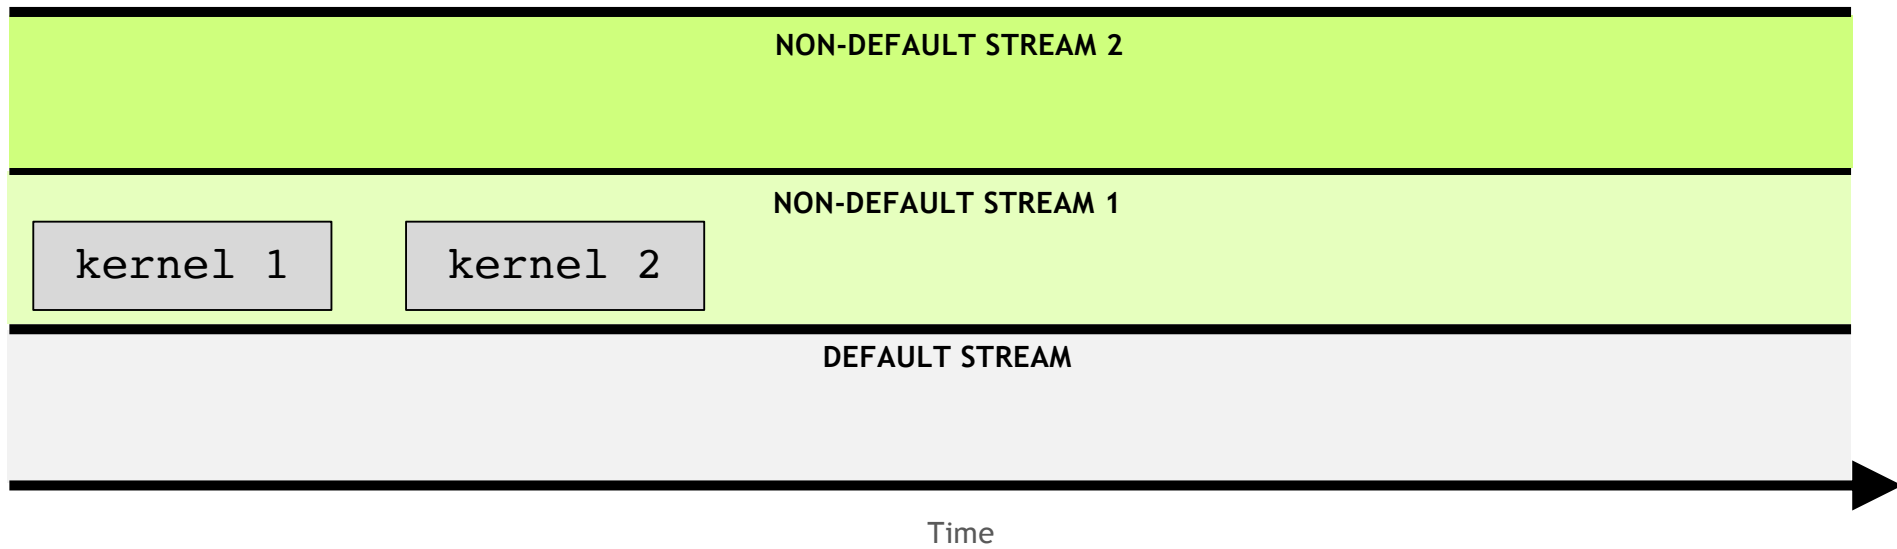 NON-DEFAULT STREAM 2
NON-DEFAULT STREAM 1
kernel 1
kernel 2
DEFAULT STREAM
Time